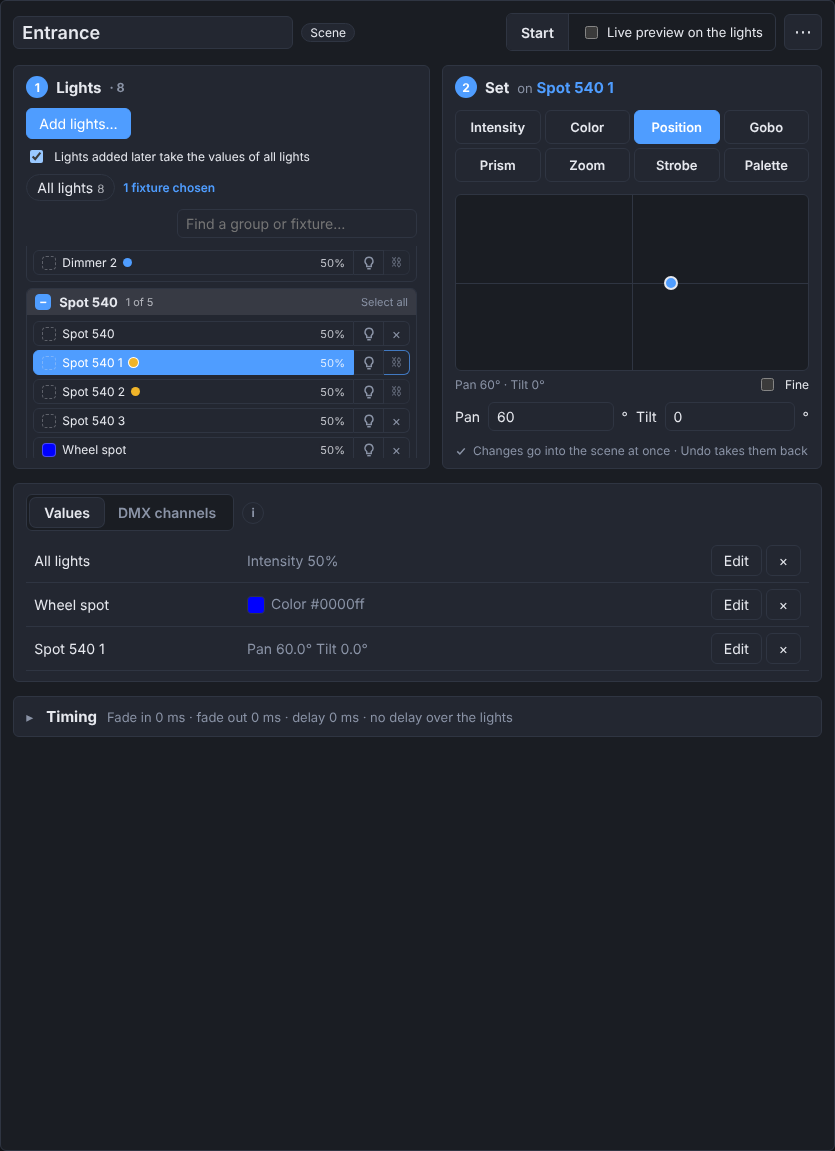 Entrance Scene Start Live preview on the lights ···
1 Lights · 8
Add lights...
Lights added later take the values of all lights
All lights 8 1 fixture chosen
Find a group or fixture...
Dimmer 2 50%
Spot 540 1 of 5 Select all
Spot 540 50% ×
Spot 540 1 50%
Spot 540 2 50%
Spot 540 3 50% ×
Wheel spot 50% ×
2 Set on Spot 540 1
Intensity Color Position Gobo
Prism Zoom Strobe Palette
Pan 60° · Tilt 0° Fine
Pan 60 ° Tilt 0 °
Changes go into the scene at once · Undo takes them back
Values DMX channels i
All lights Intensity 50% Edit ×
Wheel spot Color #0000ff Edit ×
Spot 540 1 Pan 60.0° Tilt 0.0° Edit ×
▸ Timing Fade in 0 ms · fade out 0 ms · delay 0 ms · no delay over the lights